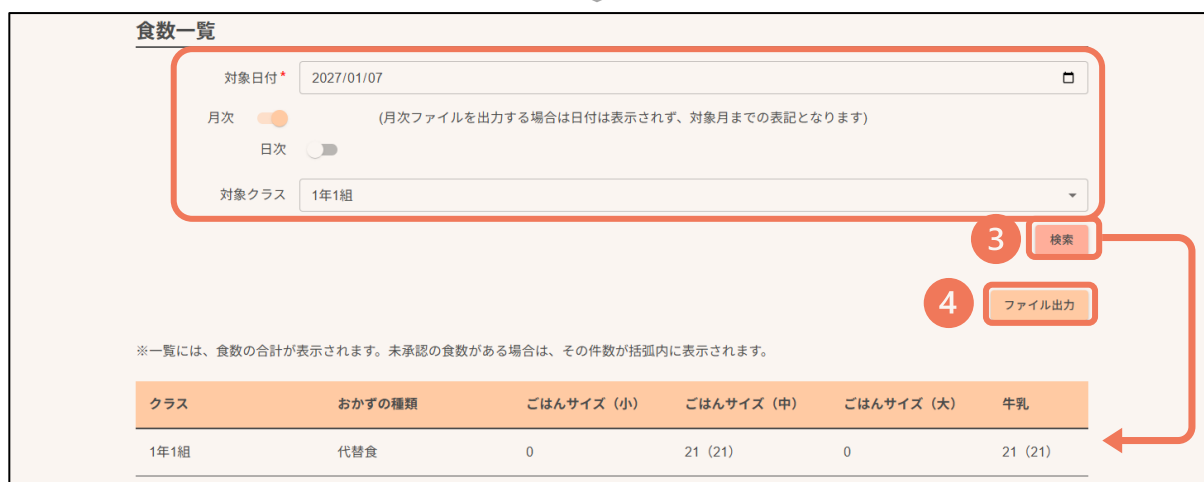 食数一覧
対象日付* 2027/01/07
月次 (月次ファイルを出力する場合は日付は表示されず、対象月までの表記となります)
日次
対象クラス 1年1組
3 検索
4 ファイル出力
※一覧には、食数の合計が表示されます。未承認の食数がある場合は、その件数が括弧内に表示されます。
クラス おかずの種類 ごはんサイズ（小） ごはんサイズ（中） ごはんサイズ（大） 牛乳
1年1組 代替食 0 21（21） 0 21（21）